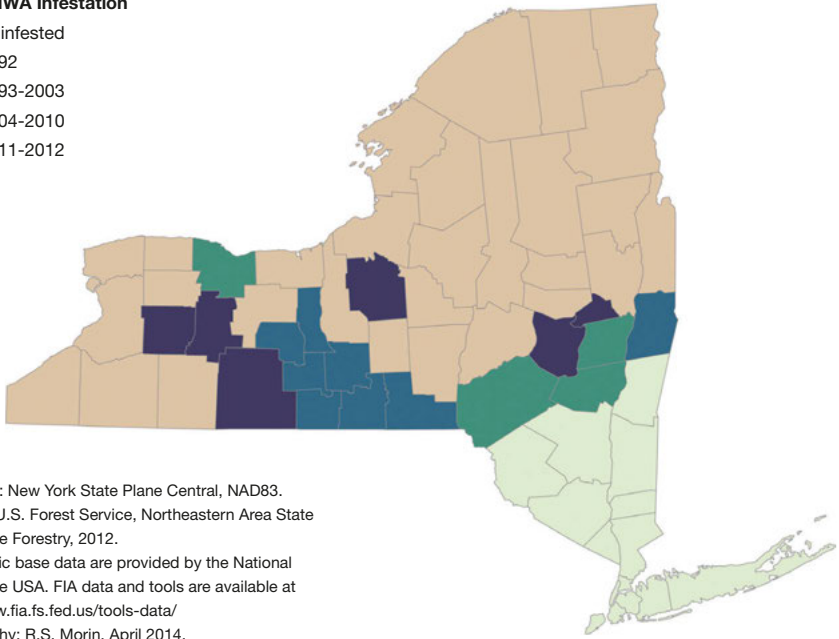 HWA Infestation
infested
92
93-2003
04-2010
11-2012
: New York State Plane Central, NAD83.
U.S. Forest Service, Northeastern Area State
e Forestry, 2012.
ic base data are provided by the National
e USA. FIA data and tools are available at
w.fia.fs.fed.us/tools-data/
hy: R.S. Morin, April 2014.